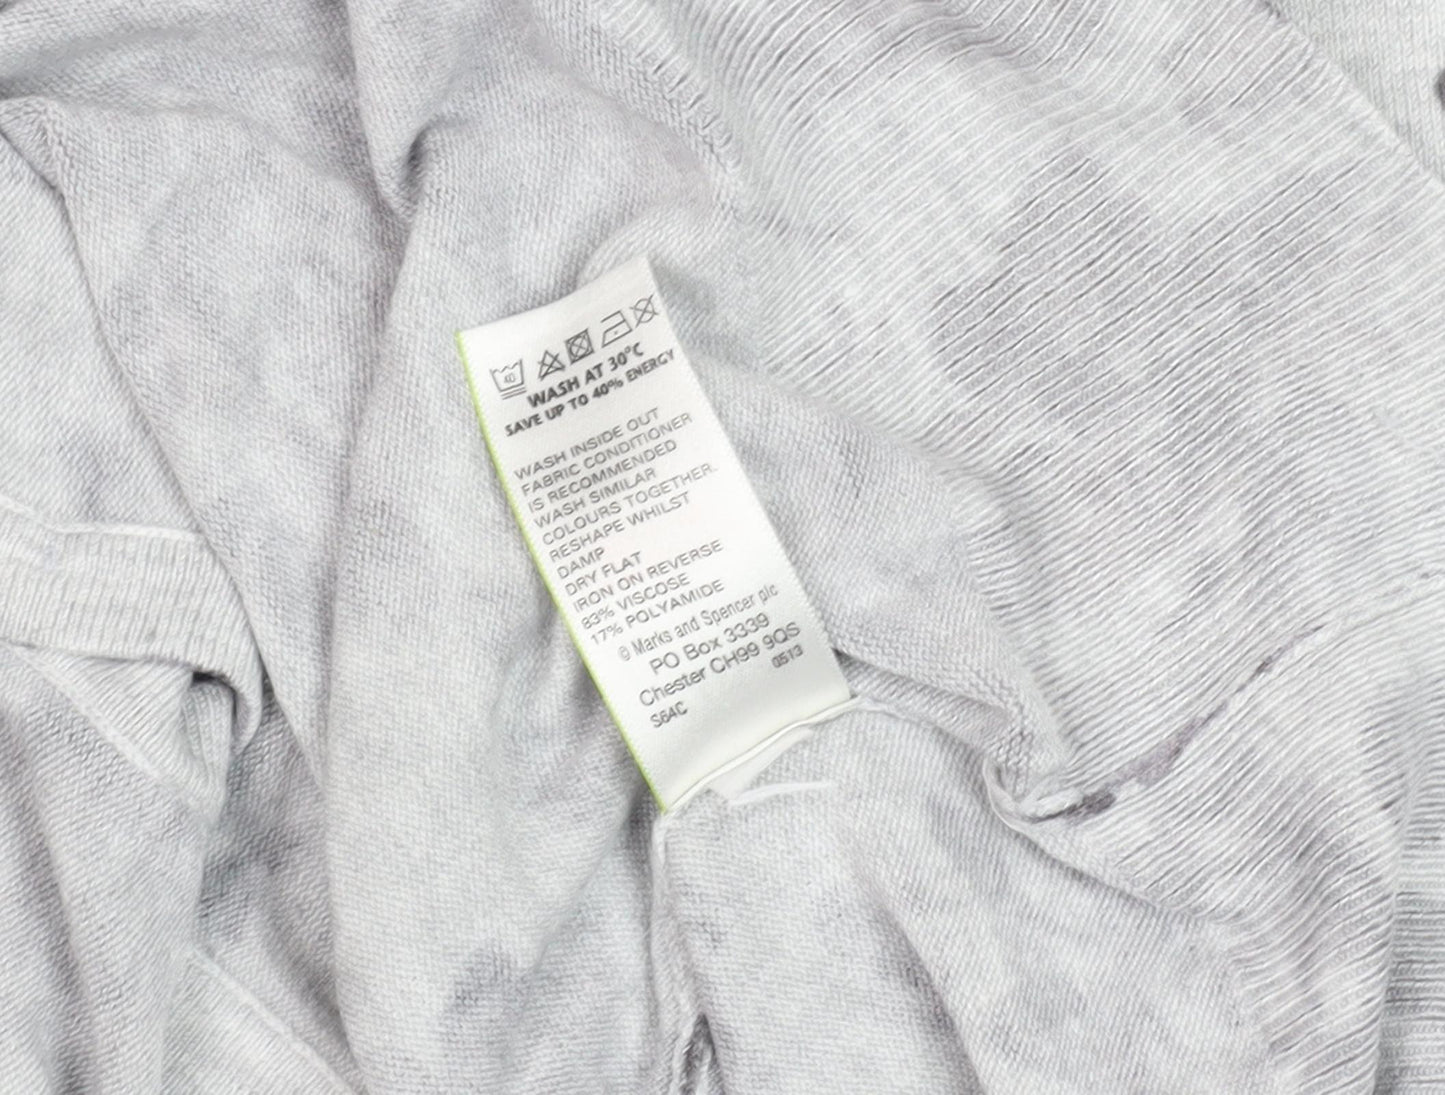 40
WASH AT 30°C
SAVE UP TO 40% ENERGY
WASH INSIDE OUT
FABRIC CONDITIONER
IS RECOMMENDED
WASH SIMILAR
COLOURS TOGETHER.
RESHAPE WHILST
DAMP
DRY FLAT
IRON ON REVERSE
83% VISCOSE
17% POLYAMIDE
© Marks and Spencer plc
PO Box 3339
Chester CH99 9QS
0513
S64C